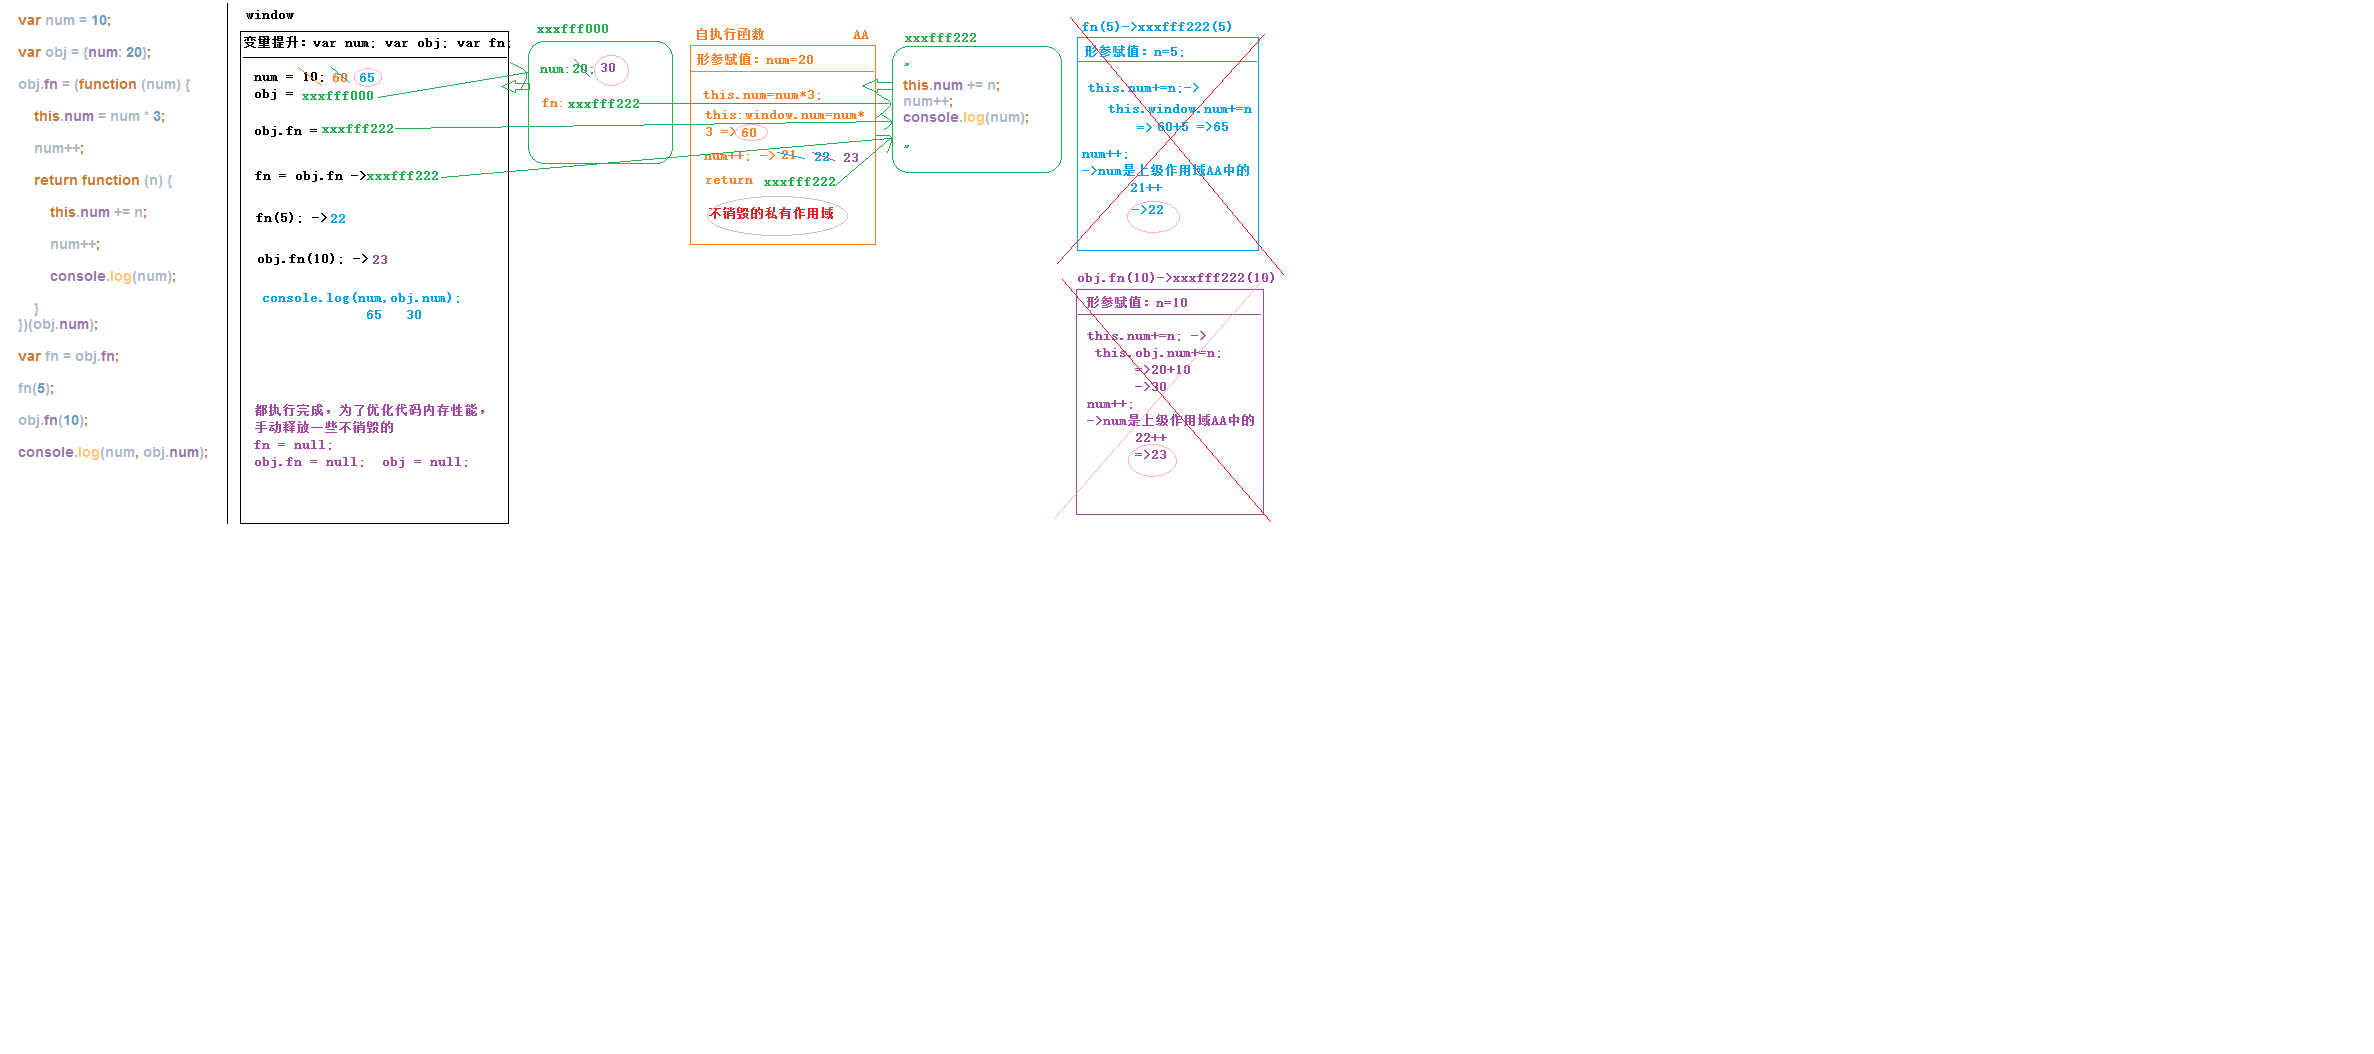 var num = 10;
var obj = {num: 20};
obj.fn = (function (num) {
this.num = num * 3;
num++;
return function (n) {
this.num += n;
num++;
console.log(num);
}
})(obj.num);
var fn = obj.fn;
fn(5);
obj.fn(10);
console.log(num, obj.num);
window
变量提升：var num; var obj; var fn;
num = 10; 60 65
obj = xxxfff000
obj.fn = xxxfff222
fn = obj.fn ->xxxfff222
fn(5); ->22
obj.fn(10); ->23
console.log(num,obj.num);
65 30
都执行完成，为了优化代码内存性能，
手动释放一些不销毁的
fn = null;
obj.fn = null; obj = null;
xxxfff000
num:20; 30
fn:xxxfff222
自执行函数 AA
形参赋值：num=20
this.num=num*3;
this:window.num=num*
3 =>60
num++; ->21 22 23
return xxxfff222
不销毁的私有作用域
xxxfff222
"
this.num += n;
num++;
console.log(num);
"
fn(5)->xxxfff222(5)
形参赋值：n=5;
this.num+=n;->
this.window.num+=n
=> 60+5 =>65
num++;
->num是上级作用域AA中的
21++
->22
obj.fn(10)->xxxfff222(10)
形参赋值：n=10
this.num+=n; ->
this.obj.num+=n;
=>20+10
->30
num++;
->num是上级作用域AA中的
22++
=>23